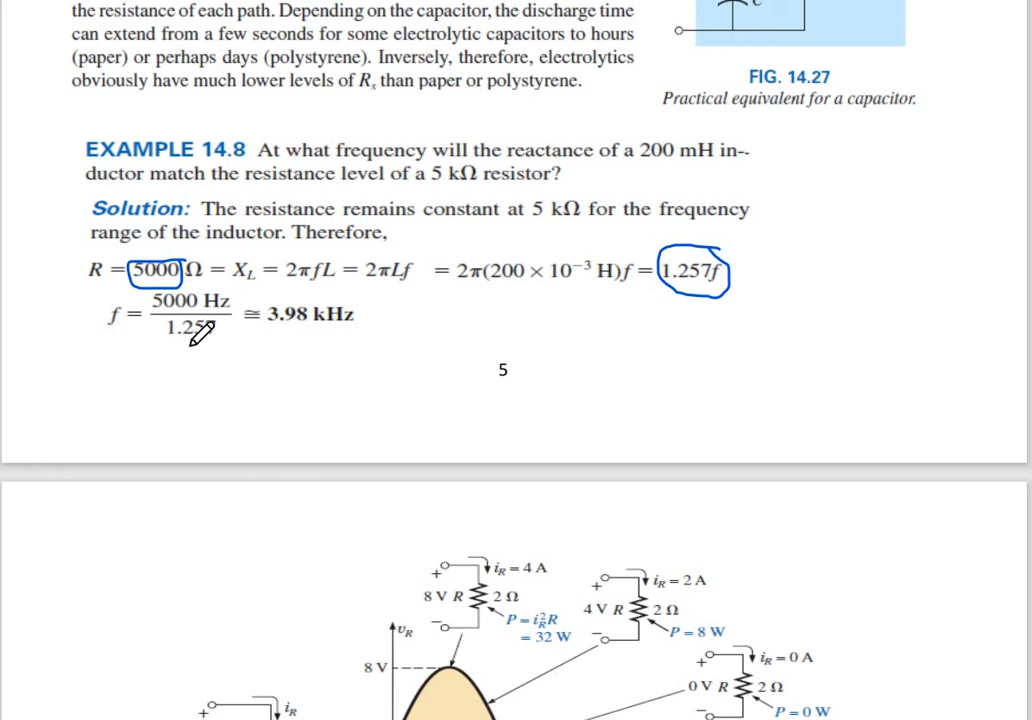 the resistance of each path. Depending on the capacitor, the discharge time
can extend from a few seconds for some electrolytic capacitors to hours
(paper) or perhaps days (polystyrene). Inversely, therefore, electrolytics
obviously have much lower levels of Rs than paper or polystyrene.
C
FIG. 14.27
Practical equivalent for a capacitor.
EXAMPLE 14.8 At what frequency will the reactance of a 200 mH in--
ductor match the resistance level of a 5 kΩ resistor?
Solution: The resistance remains constant at 5 kΩ for the frequency
range of the inductor. Therefore,
R = 5000 Ω = XL = 2πfL = 2πLf = 2π(200 × 10⁻³ H)f = 1.257f
f = 5000 Hz / 1.257 ≅ 3.98 kHz
5
+ iR = 4 A
8 V R 2 Ω
− P = i²R R
= 32 W
+ iR = 2 A
4 V R 2 Ω
− P = 8 W
υR
+ iR = 0 A
8 V
0 V R 2 Ω
− P = 0 W
+ iR